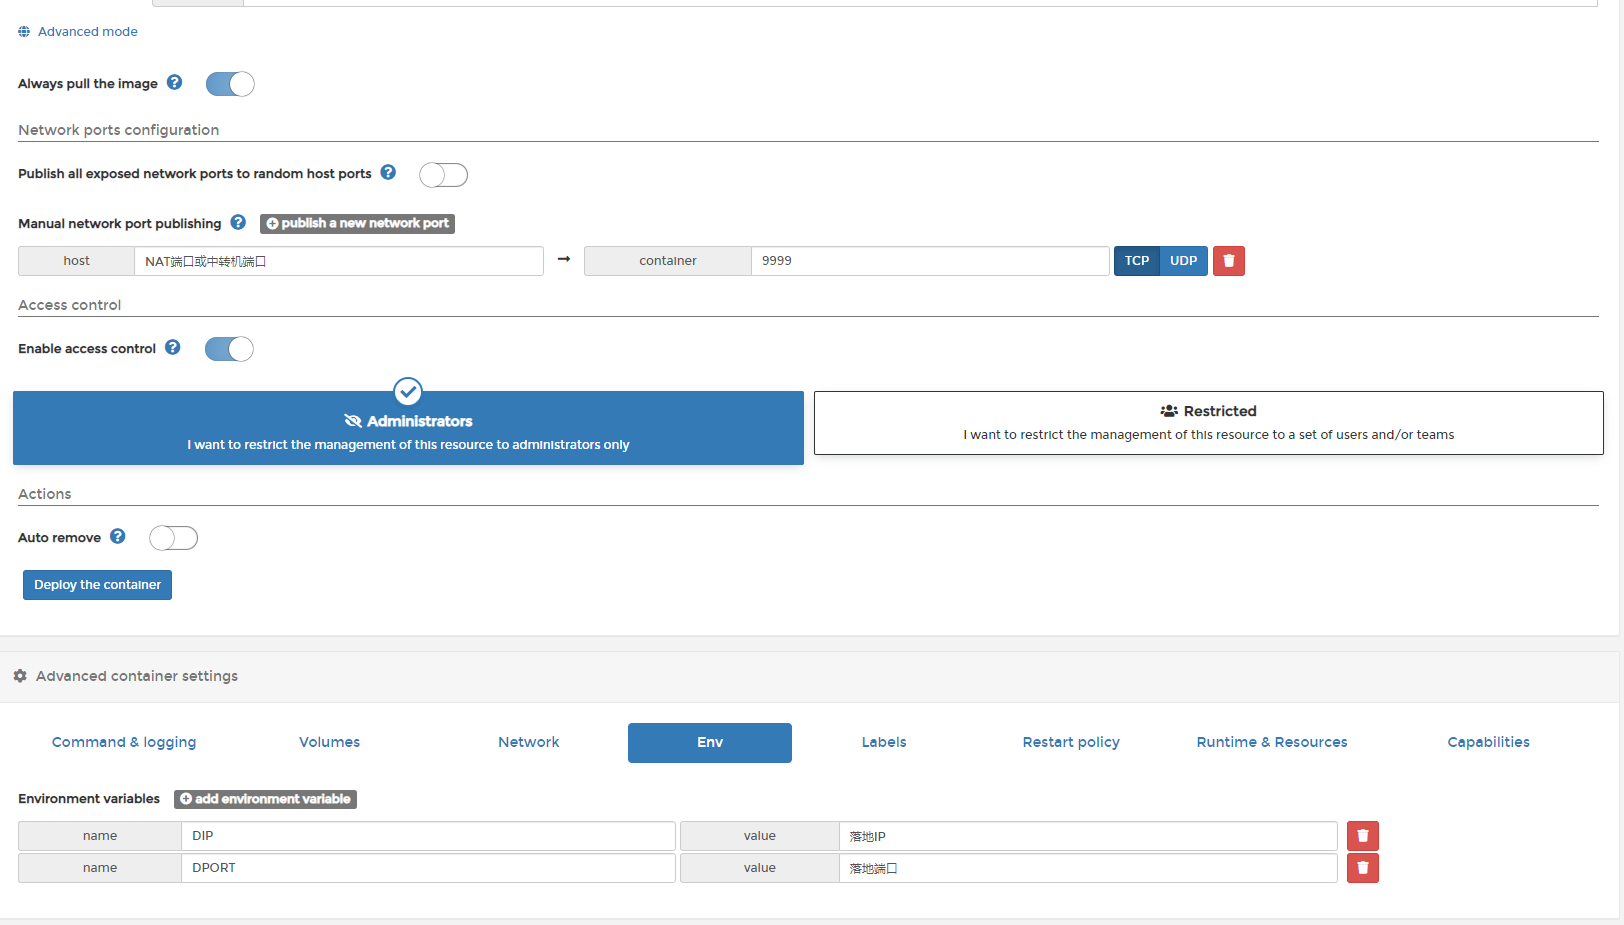 Advanced mode
Always pull the image
Network ports configuration
Publish all exposed network ports to random host ports
Manual network port publishing publish a new network port
host NAT端口或中转机端口 → container 9999 TCP UDP
Access control
Enable access control
Administrators
I want to restrict the management of this resource to administrators only
Restricted
I want to restrict the management of this resource to a set of users and/or teams
Actions
Auto remove
Deploy the container
Advanced container settings
Command & logging Volumes Network Env Labels Restart policy Runtime & Resources Capabilities
Environment variables add environment variable
name DIP value 落地IP
name DPORT value 落地端口